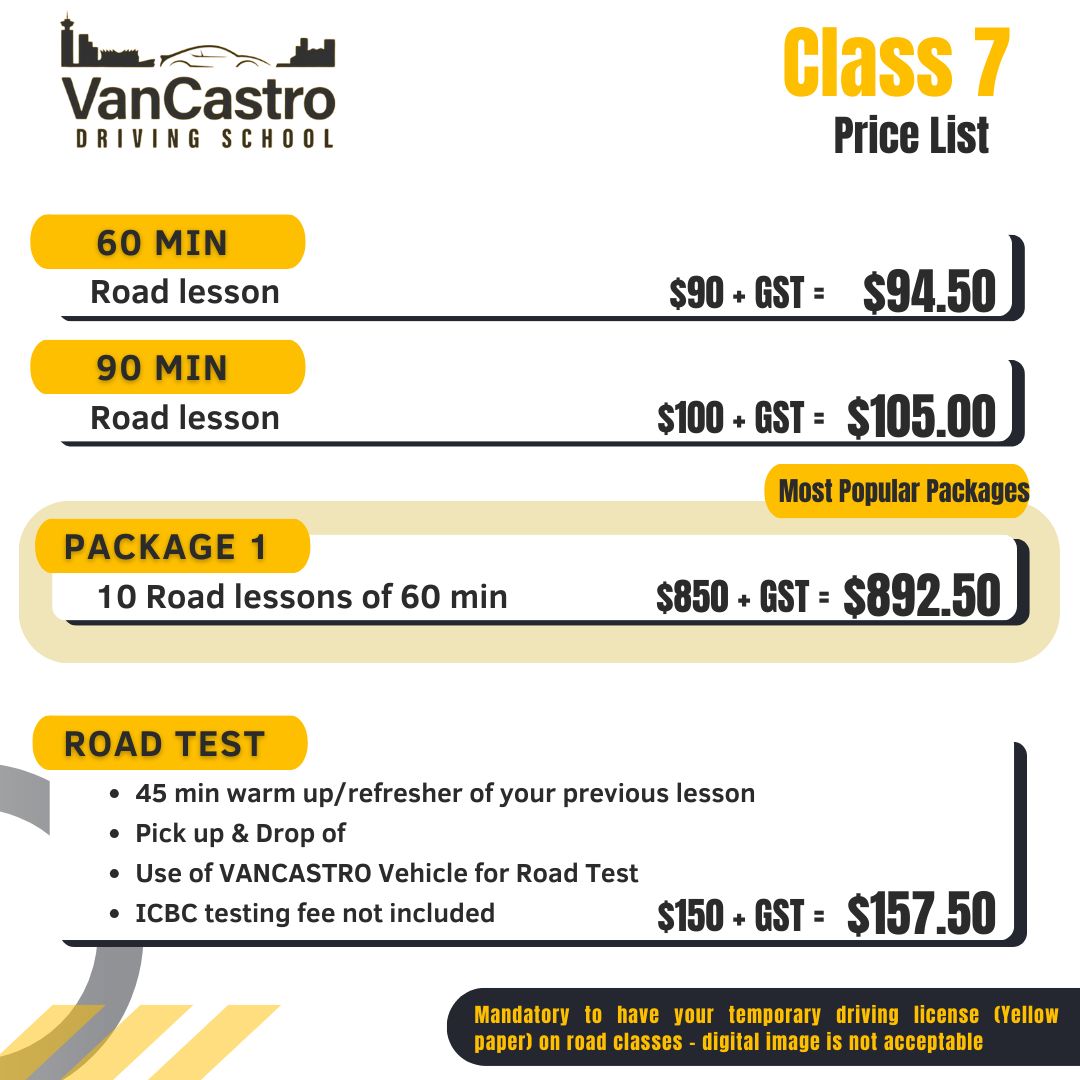 VanCastro
DRIVING SCHOOL
Class 7
Price List
60 MIN
Road lesson
$90 + GST = $94.50
90 MIN
Road lesson
$100 + GST = $105.00
Most Popular Packages
PACKAGE 1
10 Road lessons of 60 min
$850 + GST = $892.50
ROAD TEST
• 45 min warm up/refresher of your previous lesson
• Pick up & Drop of
• Use of VANCASTRO Vehicle for Road Test
• ICBC testing fee not included
$150 + GST = $157.50
Mandatory to have your temporary driving license (Yellow
paper) on road classes - digital image is not acceptable